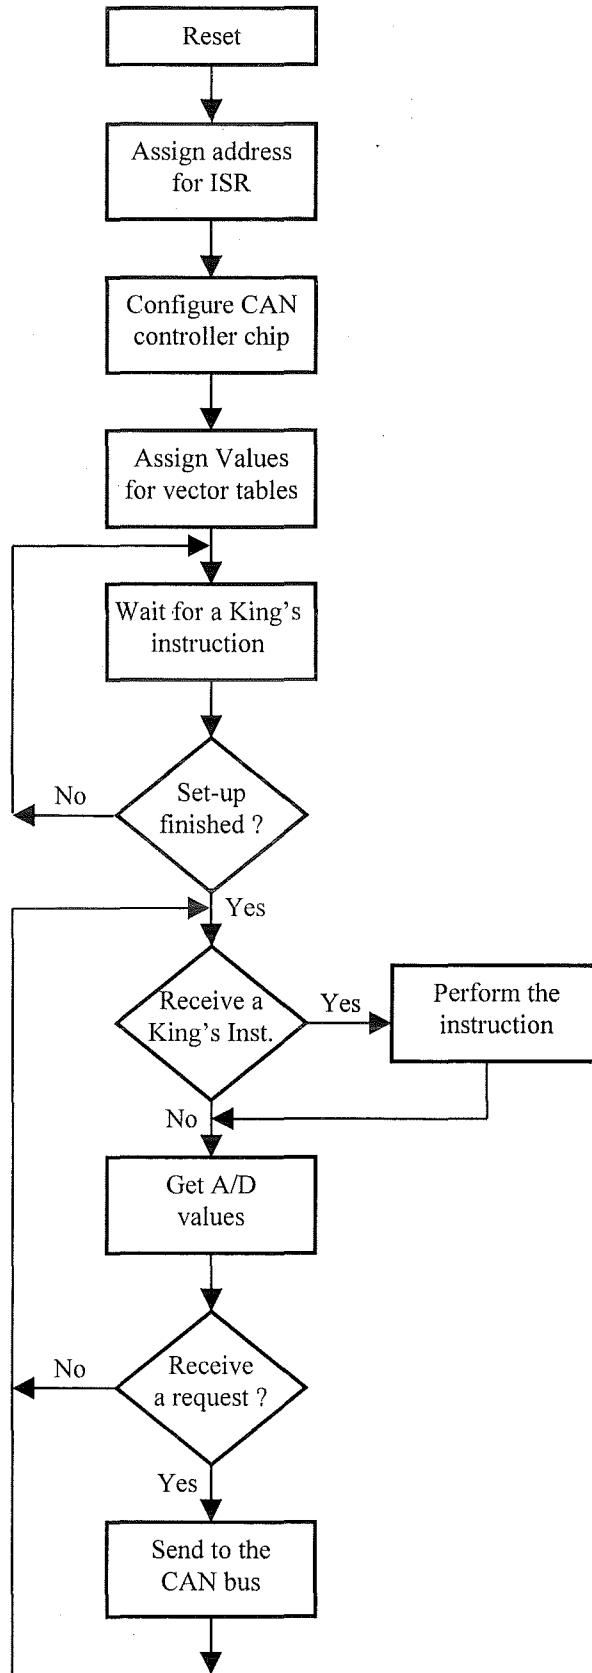 Reset
Assign address
for ISR
Configure CAN
controller chip
Assign Values
for vector tables
Wait for a King's
instruction
No
Set-up
finished ?
Yes
Receive a
King's Inst.
Yes
Perform the
instruction
No
Get A/D
values
No
Receive
a request ?
Yes
Send to the
CAN bus